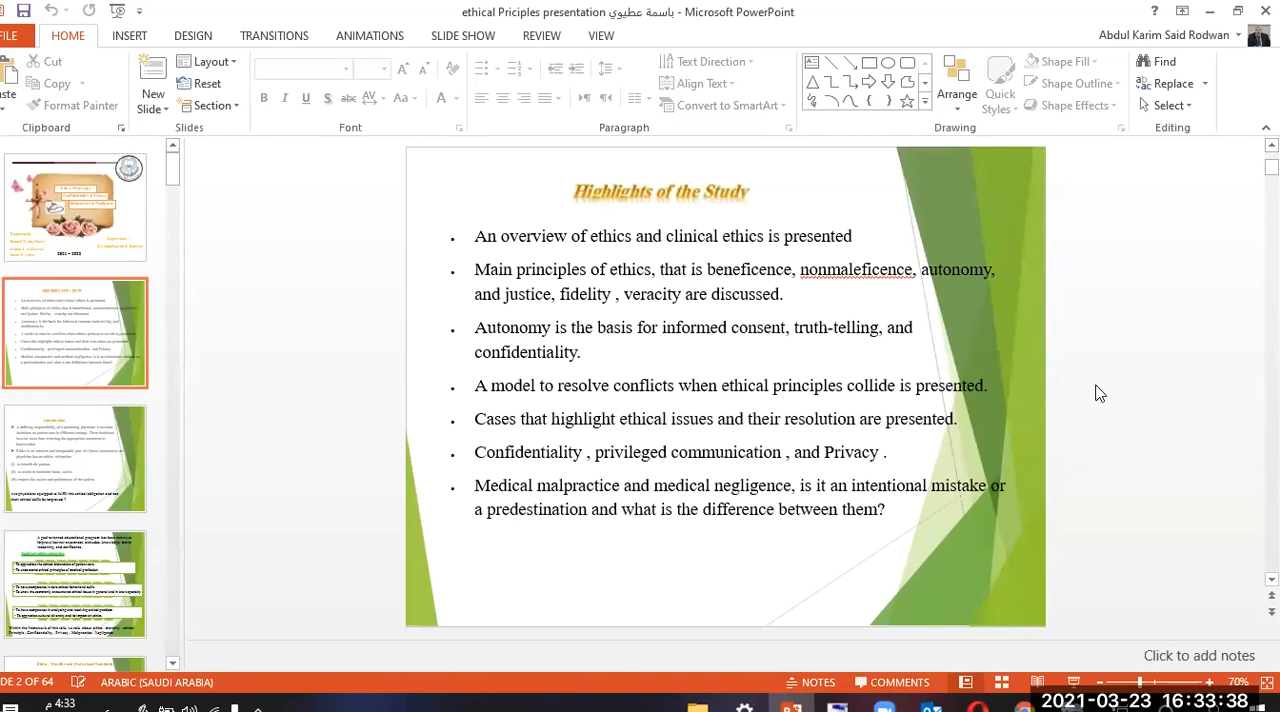 ethical Priciples presentation باسمة عطيوي - Microsoft PowerPoint
FILE HOME INSERT DESIGN TRANSITIONS ANIMATIONS SLIDE SHOW REVIEW VIEW
Abdul Karim Said Rodwan
Cut
Copy
Format Painter
Clipboard
New
Slide
Layout
Reset
Section
Slides
B I U S abc AV Aa A
Font
Text Direction
Align Text
Convert to SmartArt
Paragraph
Arrange
Quick
Styles
Shape Fill
Shape Outline
Shape Effects
Drawing
Find
Replace
Select
Editing
Highlights of the Study
• An overview of ethics and clinical ethics is presented
• Main principles of ethics, that is beneficence, nonmaleficence, autonomy,
and justice, fidelity , veracity are discussed.
• Autonomy is the basis for informed consent, truth-telling, and
confidentiality.
• A model to resolve conflicts when ethical principles collide is presented.
• Cases that highlight ethical issues and their resolution are presented.
• Confidentiality , privileged communication , and Privacy .
• Medical malpractice and medical negligence, is it an intentional mistake or
a predestination and what is the difference between them?
Click to add notes
DE 2 OF 64 ARABIC (SAUDI ARABIA) NOTES COMMENTS 70%
4:33 م
2021-03-23 16:33:38